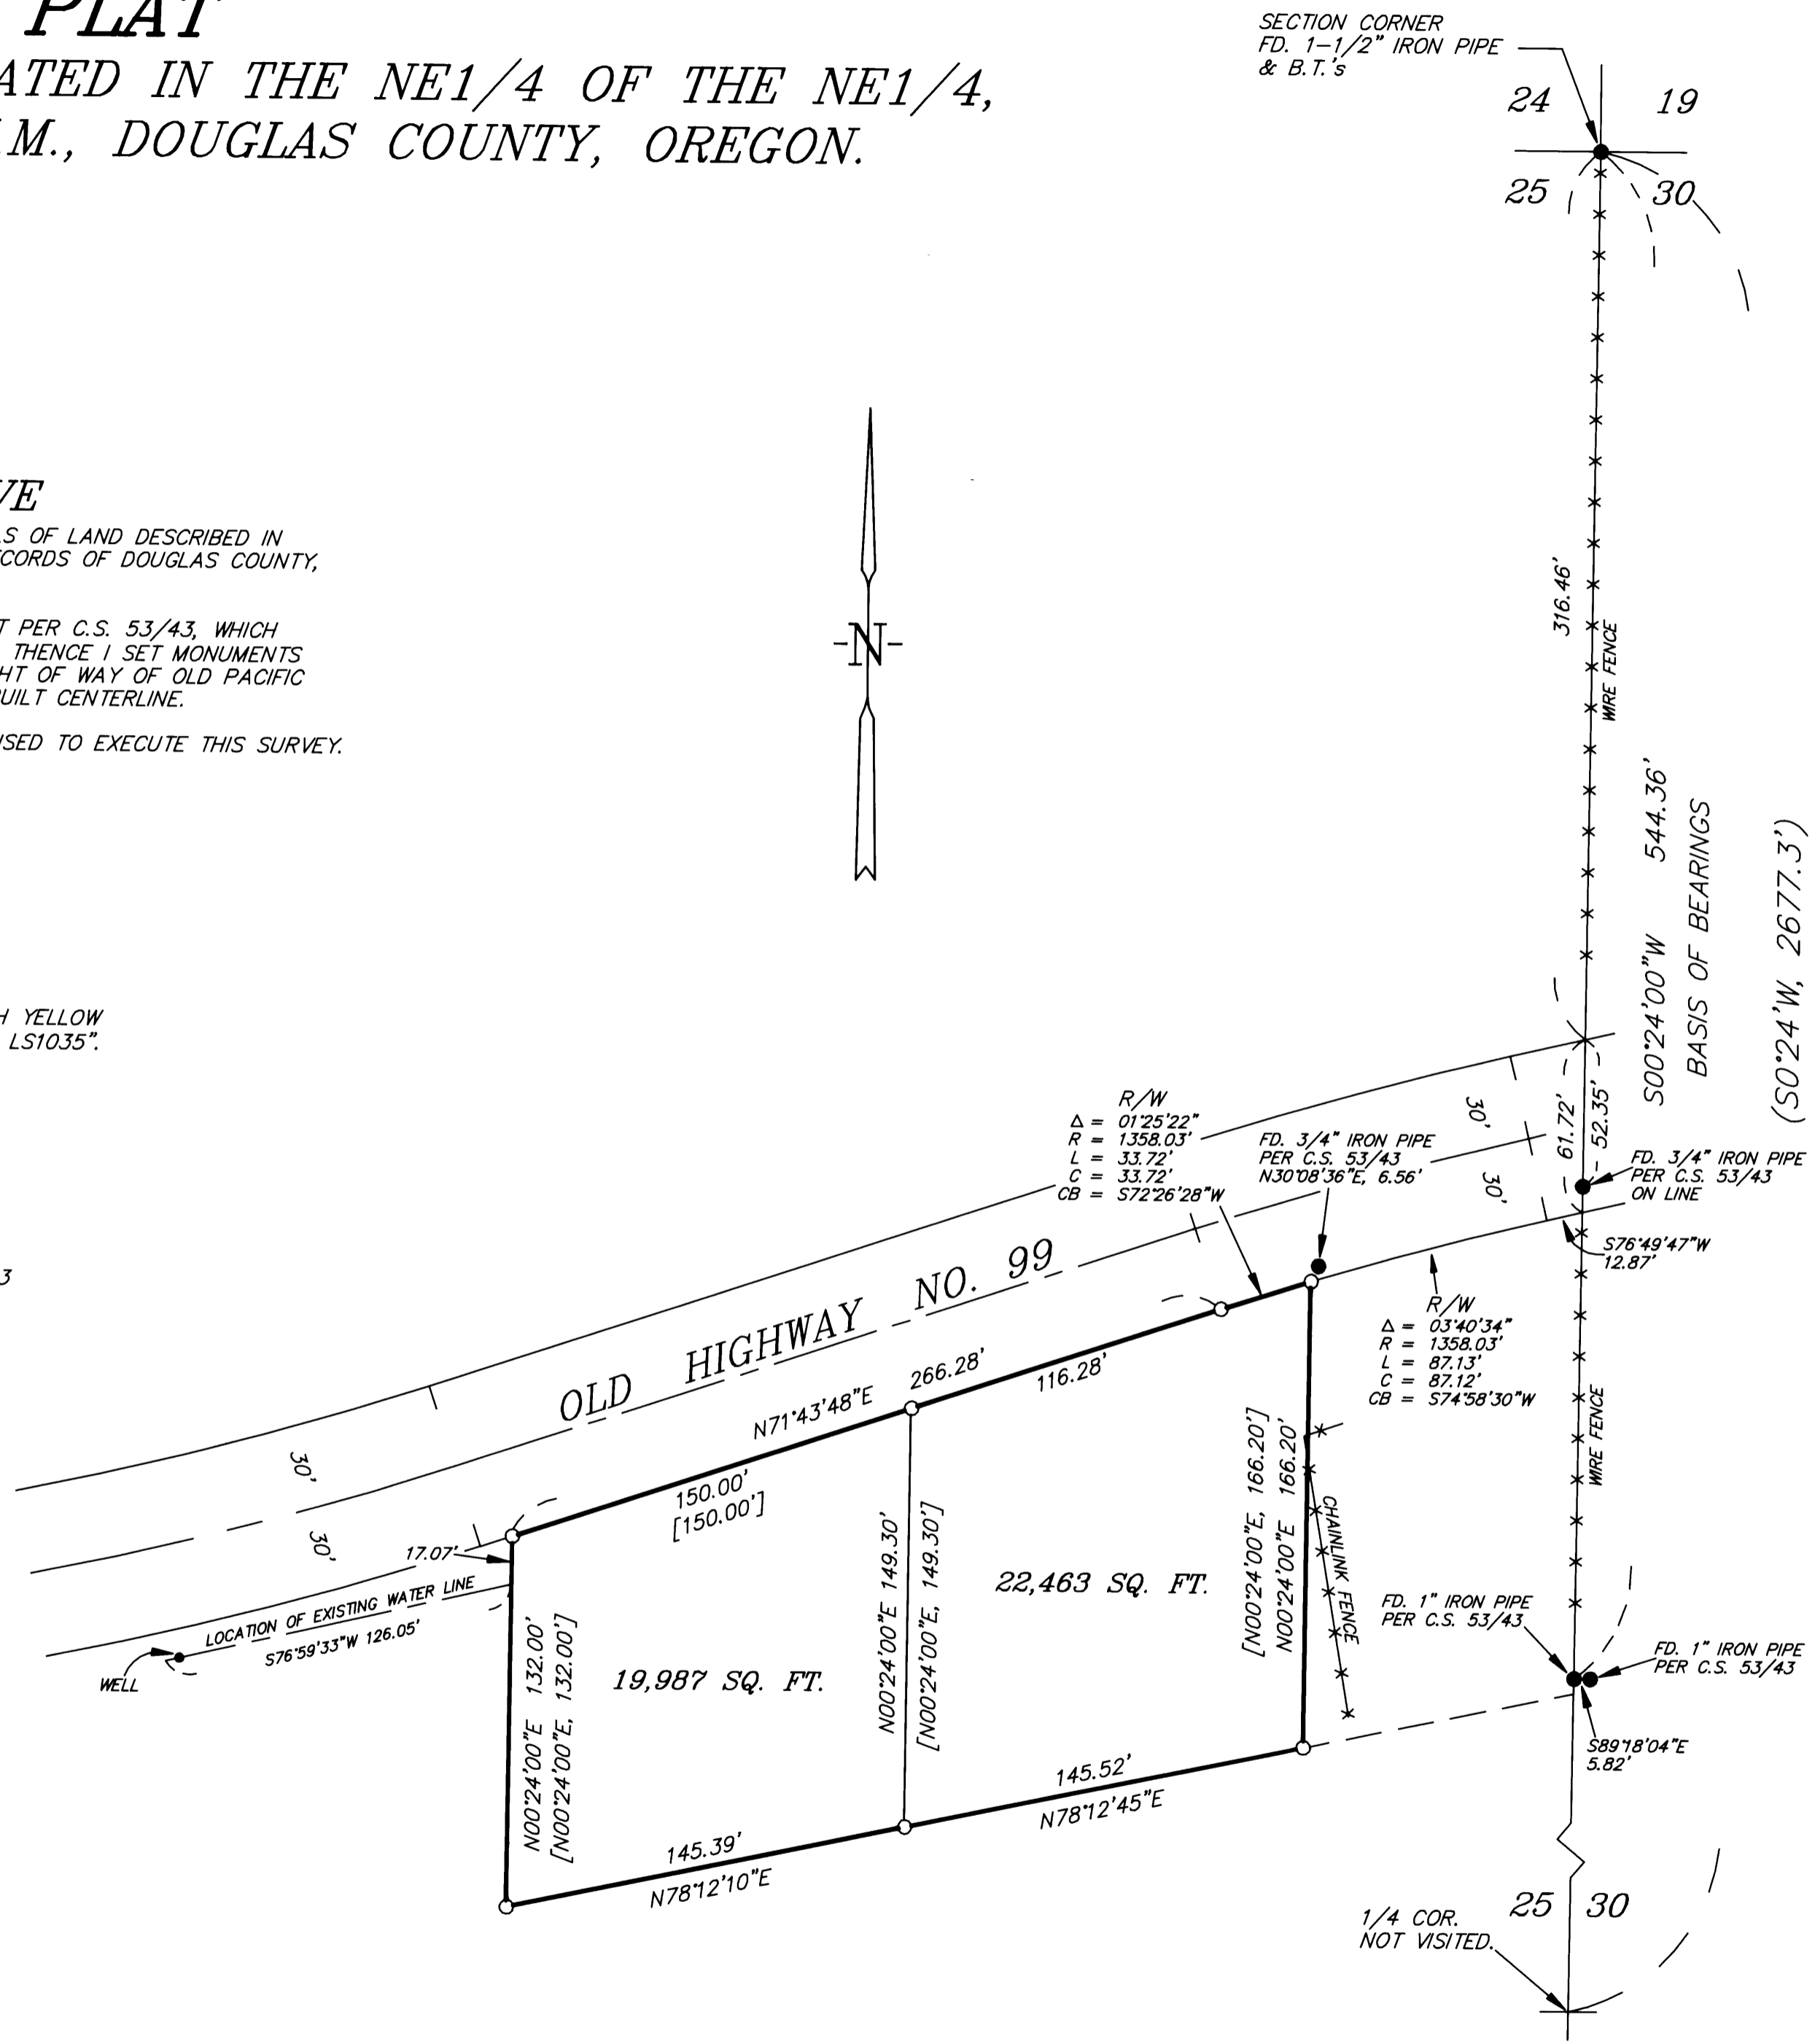 PLAT
ATED IN THE NE1/4 OF THE NE1/4,
.M., DOUGLAS COUNTY, OREGON.
SECTION CORNER
FD. 1-1/2" IRON PIPE
& B.T.'s
24
19
25
30
VE
LS OF LAND DESCRIBED IN
ECORDS OF DOUGLAS COUNTY,
T PER C.S. 53/43, WHICH
THENCE I SET MONUMENTS
HT OF WAY OF OLD PACIFIC
BUILT CENTERLINE.
USED TO EXECUTE THIS SURVEY.
-N-
H YELLOW
LS1035".
3
316.46'
WIRE FENCE
S00°24'00"W 544.36'
BASIS OF BEARINGS
(S0°24'W, 2677.3')
R/W
Δ = 01°25'22"
R = 1358.03'
L = 33.72'
C = 33.72'
CB = S72°26'28"W
FD. 3/4" IRON PIPE
PER C.S. 53/43
N30°08'36"E, 6.56'
30'
30'
61.72'
52.35'
FD. 3/4" IRON PIPE
PER C.S. 53/43
ON LINE
S76°49'47"W
12.87'
R/W
Δ = 03°40'34"
R = 1358.03'
L = 87.13'
C = 87.12'
CB = S74°58'30"W
OLD HIGHWAY NO. 99
N71°43'48"E 266.28'
116.28'
150.00'
[150.00']
30'
30'
17.07'
LOCATION OF EXISTING WATER LINE
S76°59'33"W 126.05'
WELL
N00°24'00"E 132.00'
[N00°24'00"E, 132.00']
19,987 SQ. FT.
N00°24'00"E 149.30'
[N00°24'00"E, 149.30']
22,463 SQ. FT.
[N00°24'00"E, 166.20']
N00°24'00"E 166.20'
CHAINLINK FENCE
WIRE FENCE
FD. 1" IRON PIPE
PER C.S. 53/43
FD. 1" IRON PIPE
PER C.S. 53/43
S89°18'04"E
5.82'
145.52'
N78°12'45"E
145.39'
N78°12'10"E
25
30
1/4 COR.
NOT VISITED.